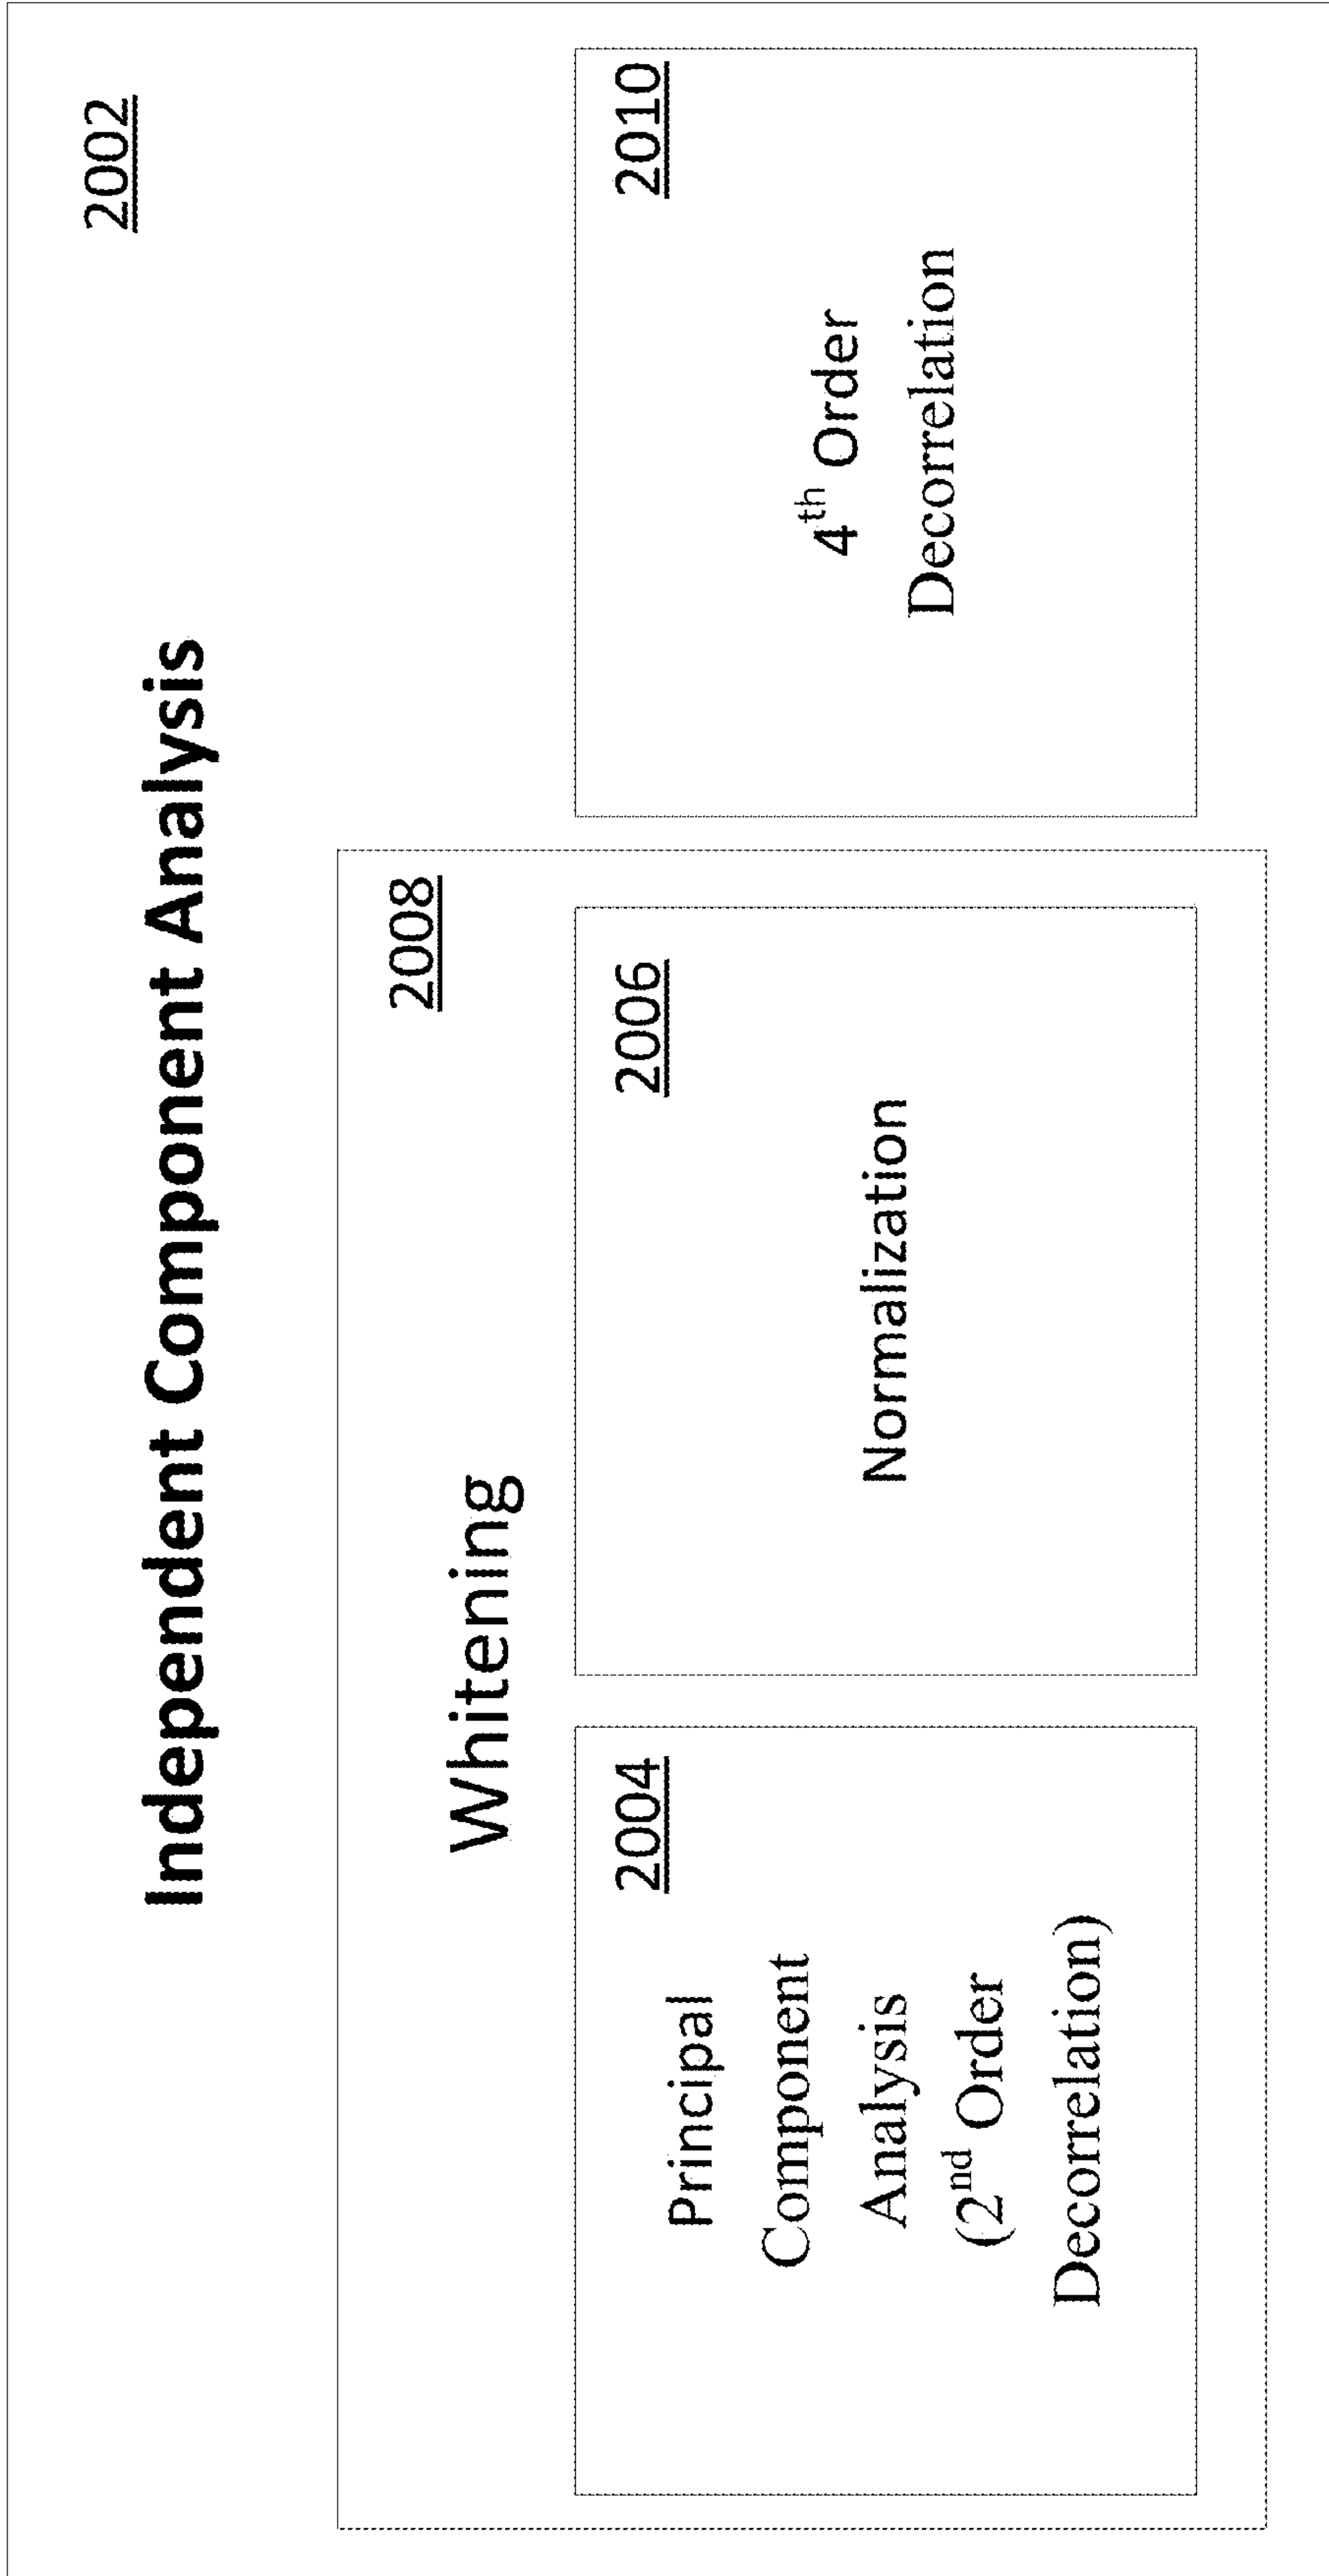 2002
Independent Component Analysis
2008
Whitening
2004
Principal
Component
Analysis
(2nd Order
Decorrelation)
2006
Normalization
2010
4th Order
Decorrelation